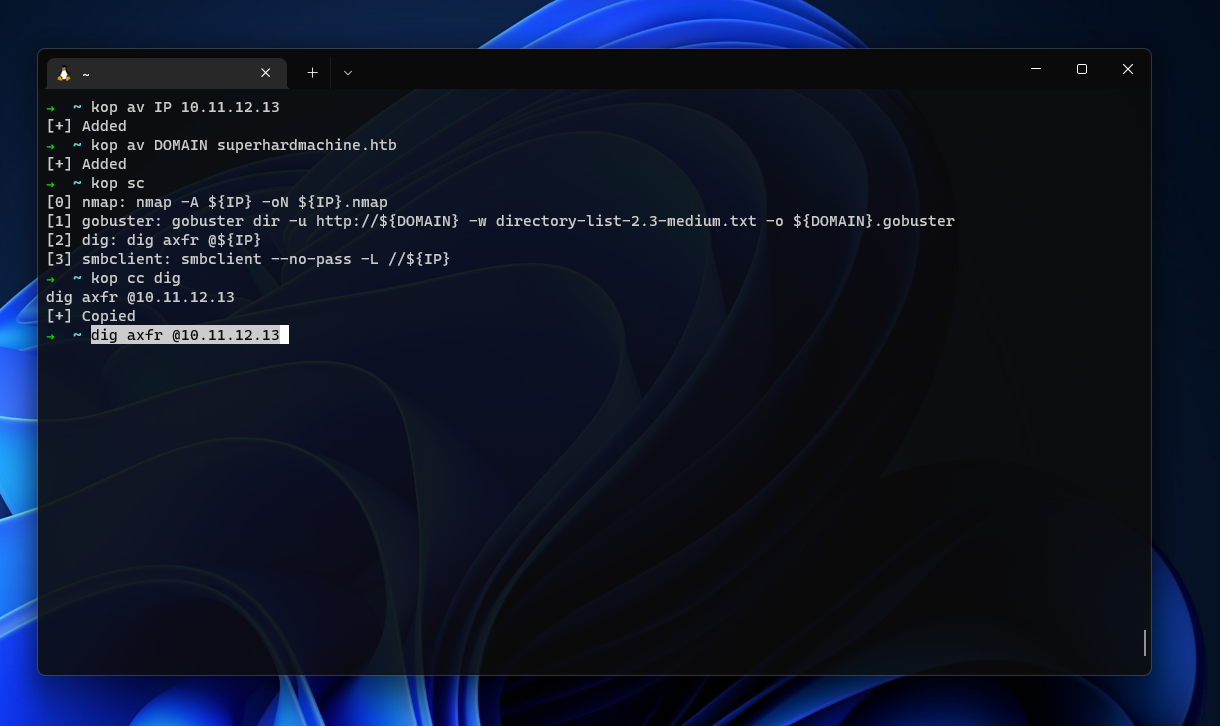 ~
→ ~ kop av IP 10.11.12.13
[+] Added
→ ~ kop av DOMAIN superhardmachine.htb
[+] Added
→ ~ kop sc
[0] nmap: nmap -A ${IP} -oN ${IP}.nmap
[1] gobuster: gobuster dir -u http://${DOMAIN} -w directory-list-2.3-medium.txt -o ${DOMAIN}.gobuster
[2] dig: dig axfr @${IP}
[3] smbclient: smbclient --no-pass -L //${IP}
→ ~ kop cc dig
dig axfr @10.11.12.13
[+] Copied
→ ~ dig axfr @10.11.12.13